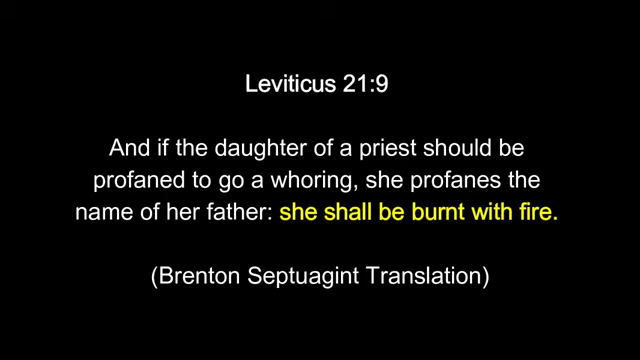 Leviticus 21:9
And if the daughter of a priest should be
profaned to go a whoring, she profanes the
name of her father: she shall be burnt with fire.
(Brenton Septuagint Translation)